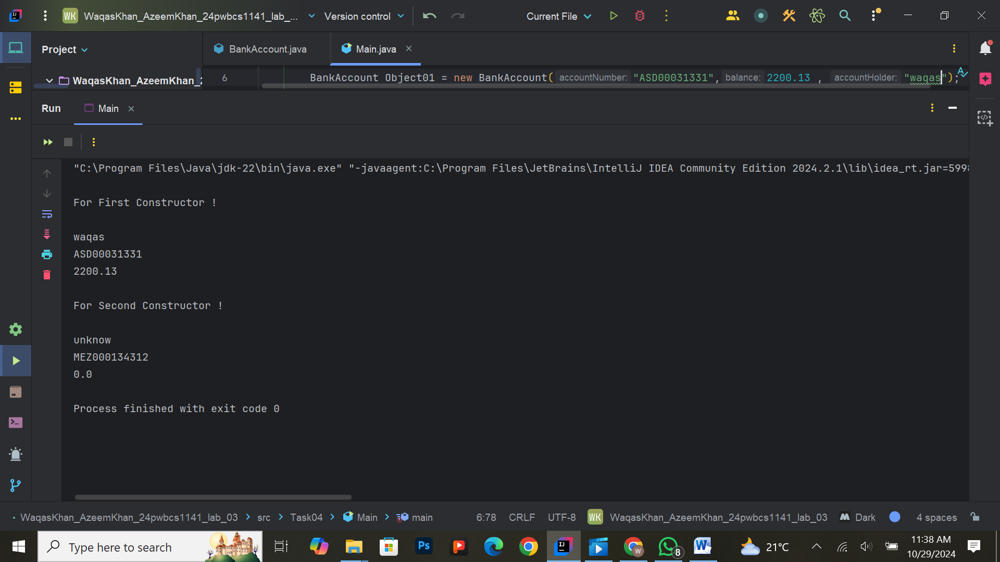 WK WaqasKhan_AzeemKhan_24pwbcs1141_lab_... Version control Current File
Project
BankAccount.java Main.java
WaqasKhan_AzeemKhan_2
6 BankAccount Object01 = new BankAccount( accountNumber: "ASD00031331", balance: 2200.13 , accountHolder: "waqas");
Run Main
"C:\Program Files\Java\jdk-22\bin\java.exe" "-javaagent:C:\Program Files\JetBrains\IntelliJ IDEA Community Edition 2024.2.1\lib\idea_rt.jar=5998
For First Constructor !
waqas
ASD00031331
2200.13
For Second Constructor !
unknow
MEZ000134312
0.0
Process finished with exit code 0
WaqasKhan_AzeemKhan_24pwbcs1141_lab_03 > src > Task04 > Main > main 6:78 CRLF UTF-8 WK WaqasKhan_AzeemKhan_24pwbcs1141_lab_03 Dark 4 spaces
Type here to search Ps IJ W 8 W 21°C 11:38 AM
10/29/2024